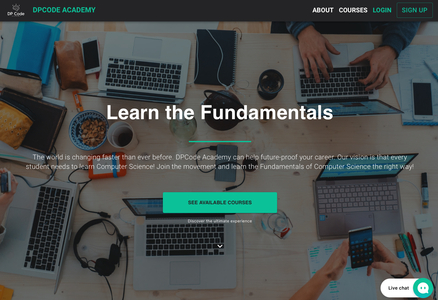 DP Code
DPCODE ACADEMY
ABOUT COURSES LOGIN SIGN UP
Learn the Fundamentals
The world is changing faster than ever before. DPCode Academy can help future proof your career. Our vision is that every
student needs to learn Computer Science! Join the movement and learn the Fundamentals of Computer Science the right way!
SEE AVAILABLE COURSES
Discover the ultimate experience
Live chat